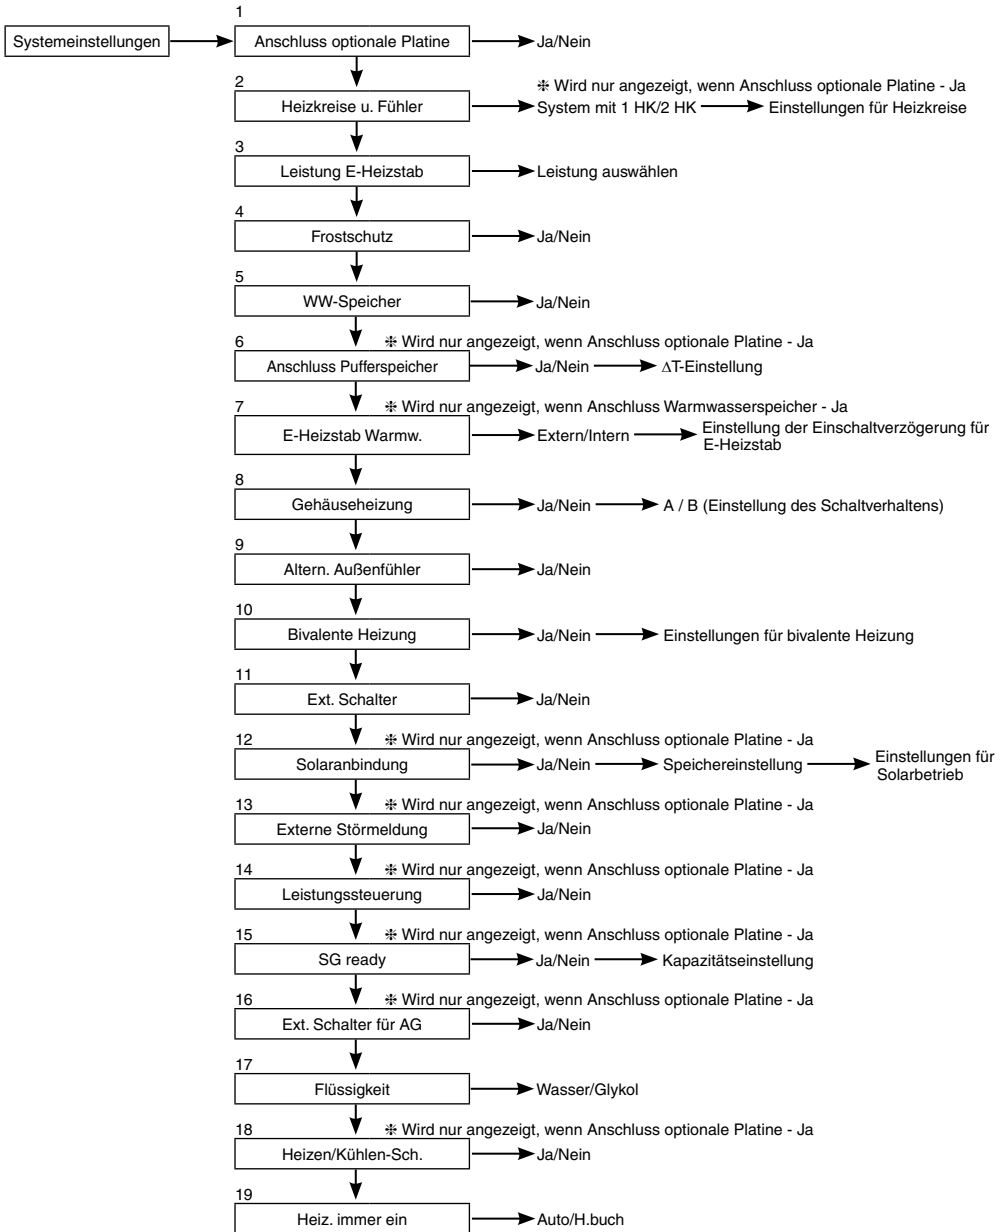 1
Systemeinstellungen
Anschluss optionale Platine
Ja/Nein
2
❈ Wird nur angezeigt, wenn Anschluss optionale Platine - Ja
Heizkreise u. Fühler
System mit 1 HK/2 HK
Einstellungen für Heizkreise
3
Leistung E-Heizstab
Leistung auswählen
4
Frostschutz
Ja/Nein
5
WW-Speicher
Ja/Nein
6
❈ Wird nur angezeigt, wenn Anschluss optionale Platine - Ja
Anschluss Pufferspeicher
Ja/Nein
ΔT-Einstellung
7
❈ Wird nur angezeigt, wenn Anschluss Warmwasserspeicher - Ja
E-Heizstab Warmw.
Extern/Intern
Einstellung der Einschaltverzögerung für
E-Heizstab
8
Gehäuseheizung
Ja/Nein
A / B (Einstellung des Schaltverhaltens)
9
Altern. Außenfühler
Ja/Nein
10
Bivalente Heizung
Ja/Nein
Einstellungen für bivalente Heizung
11
Ext. Schalter
Ja/Nein
12
❈ Wird nur angezeigt, wenn Anschluss optionale Platine - Ja
Solaranbindung
Ja/Nein
Speichereinstellung
Einstellungen für
Solarbetrieb
13
❈ Wird nur angezeigt, wenn Anschluss optionale Platine - Ja
Externe Störmeldung
Ja/Nein
14
❈ Wird nur angezeigt, wenn Anschluss optionale Platine - Ja
Leistungssteuerung
Ja/Nein
15
❈ Wird nur angezeigt, wenn Anschluss optionale Platine - Ja
SG ready
Ja/Nein
Kapazitätseinstellung
16
❈ Wird nur angezeigt, wenn Anschluss optionale Platine - Ja
Ext. Schalter für AG
Ja/Nein
17
Flüssigkeit
Wasser/Glykol
18
❈ Wird nur angezeigt, wenn Anschluss optionale Platine - Ja
Heizen/Kühlen-Sch.
Ja/Nein
19
Heiz. immer ein
Auto/H.buch